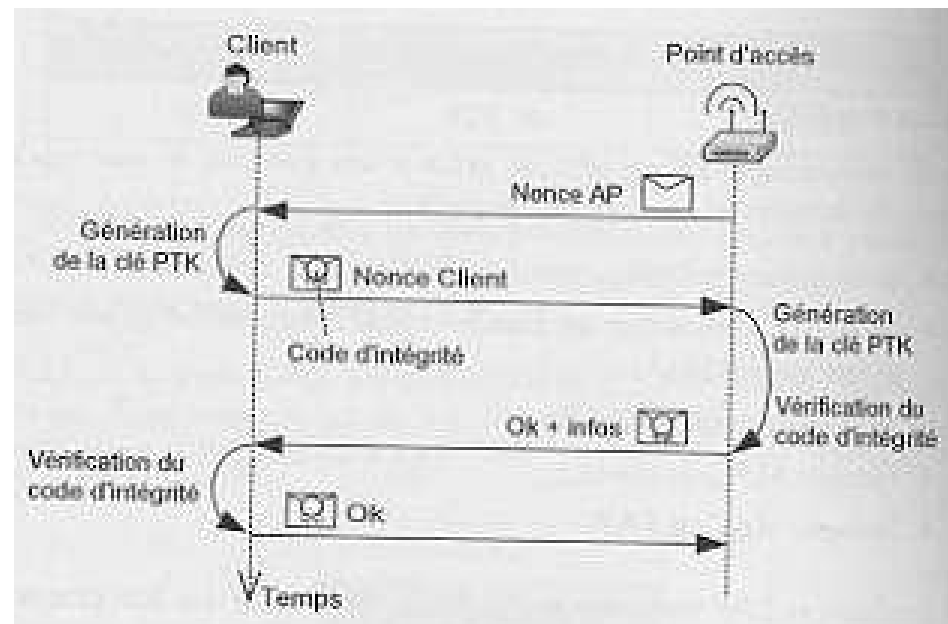 Client
Point d'accès
Nonce AP
Génération
de la clé PTK
Nonce Client
Code d'intégrité
Génération
de la clé PTK
Vérification du
code d'intégrité
Ok + infos
Vérification du
code d'intégrité
Ok
Temps